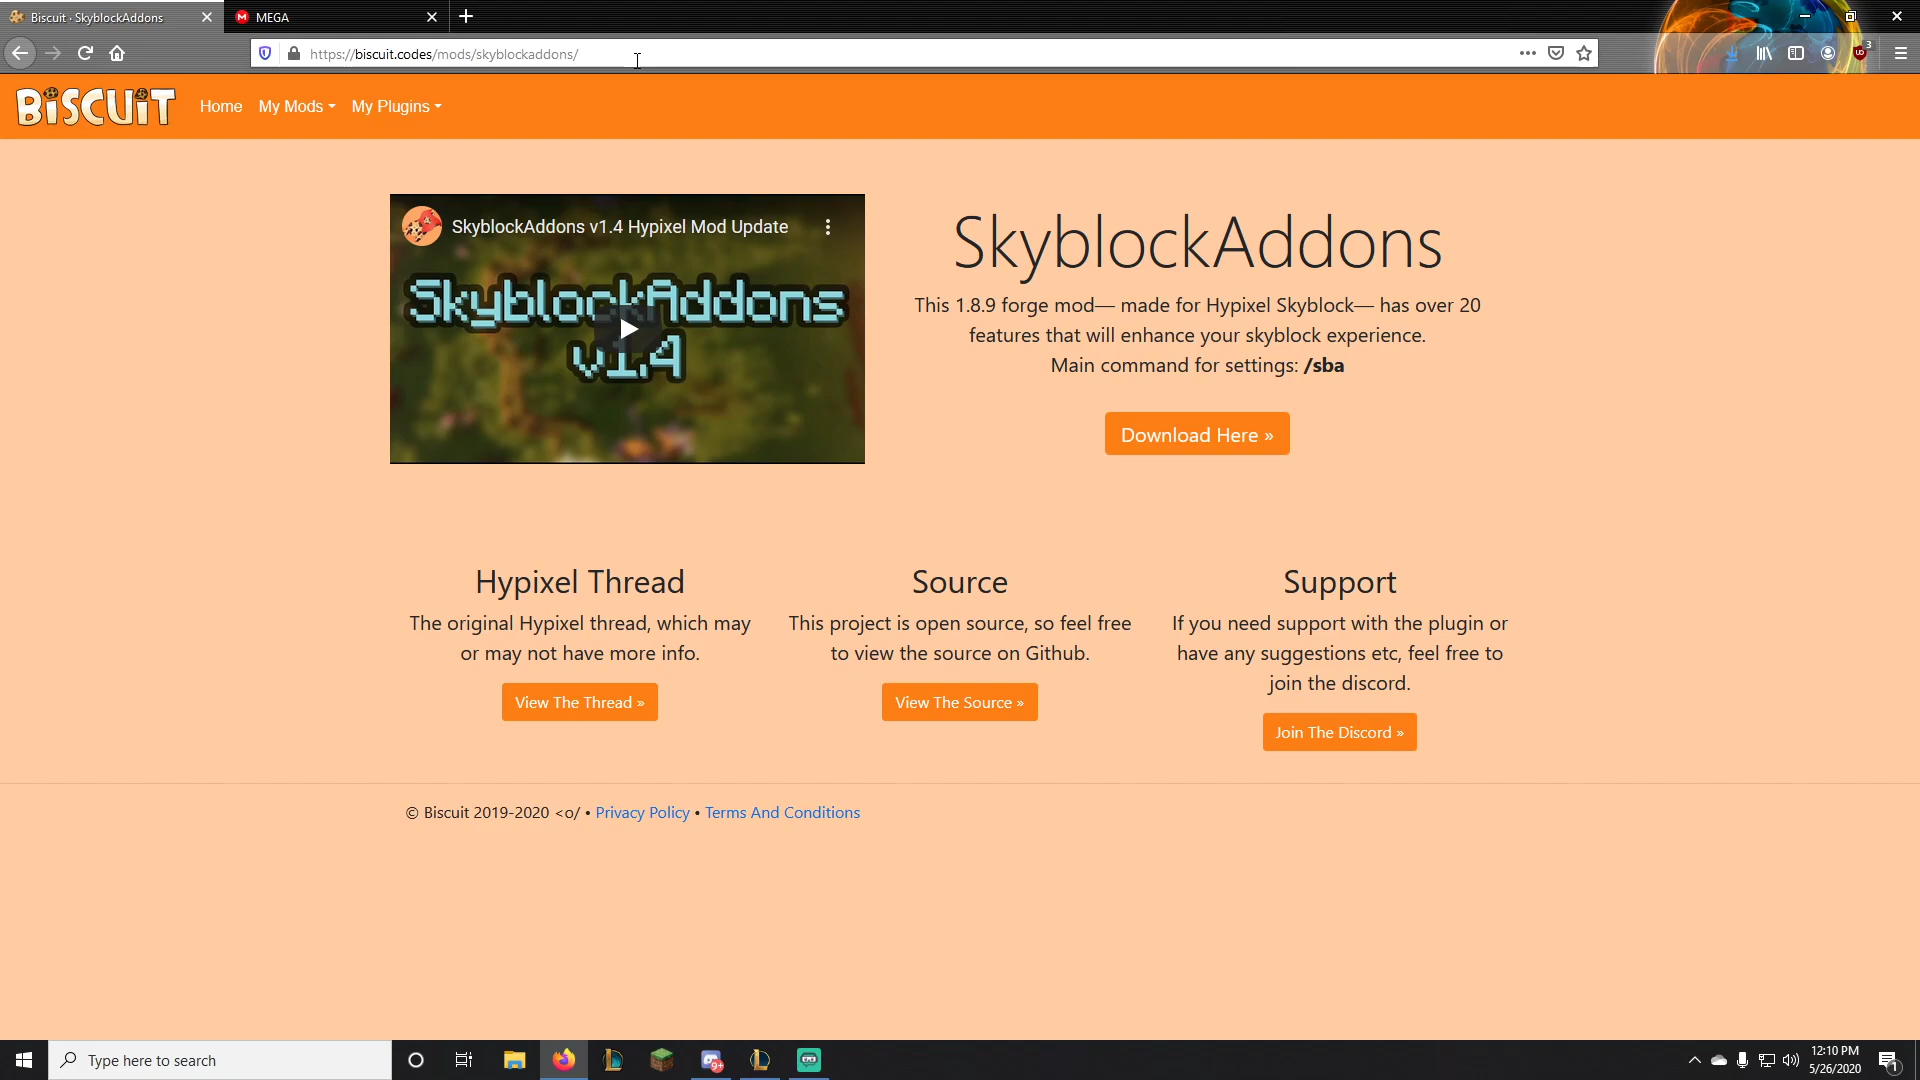 Biscuit · SkyblockAddons
MEGA
https://biscuit.codes/mods/skyblockaddons/
3
BiSCUiT
Home
My Mods
My Plugins
SkyblockAddons v1.4 Hypixel Mod Update
SkyblockAddons
v1.4
SkyblockAddons
This 1.8.9 forge mod— made for Hypixel Skyblock— has over 20
features that will enhance your skyblock experience.
Main command for settings: /sba
Download Here »
Hypixel Thread
The original Hypixel thread, which may
or may not have more info.
View The Thread »
Source
This project is open source, so feel free
to view the source on Github.
View The Source »
Support
If you need support with the plugin or
have any suggestions etc, feel free to
join the discord.
Join The Discord »
© Biscuit 2019-2020 <o/ • Privacy Policy • Terms And Conditions
Type here to search
9+
12:10 PM
5/26/2020
1